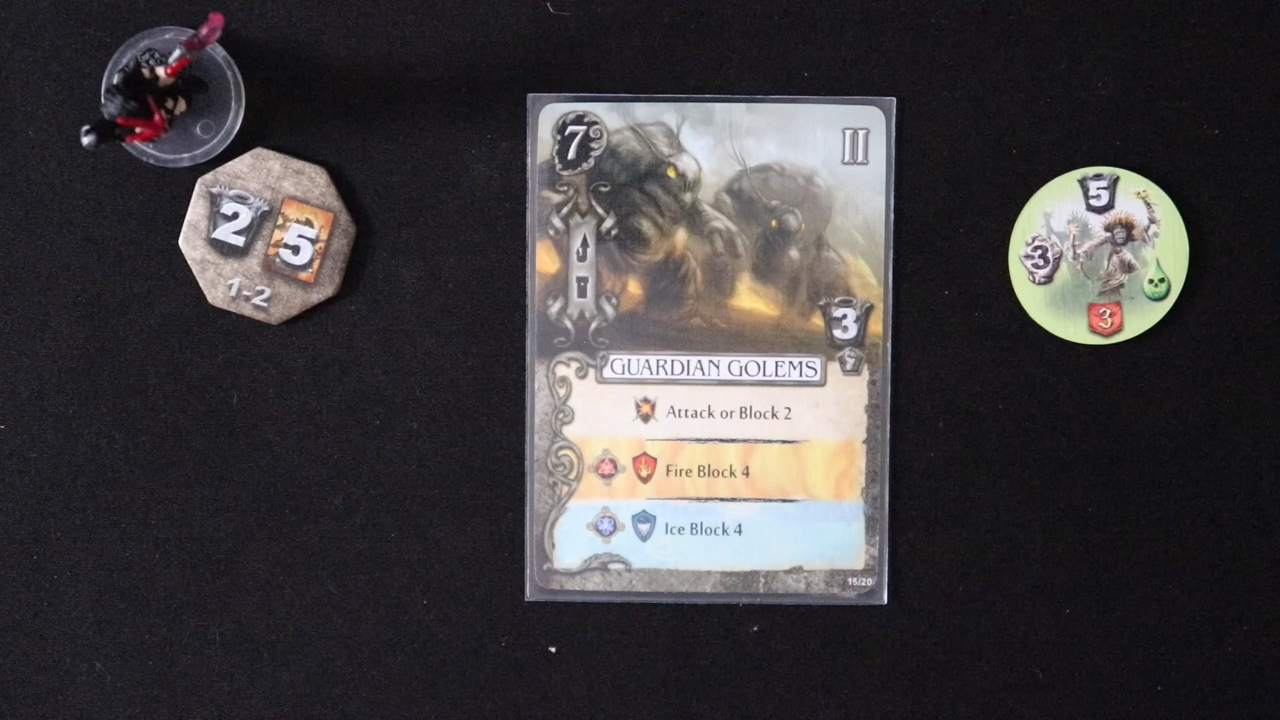 2 5
1-2
7
II
3
GUARDIAN GOLEMS
Attack or Block 2
Fire Block 4
Ice Block 4
15/20
5
3
3